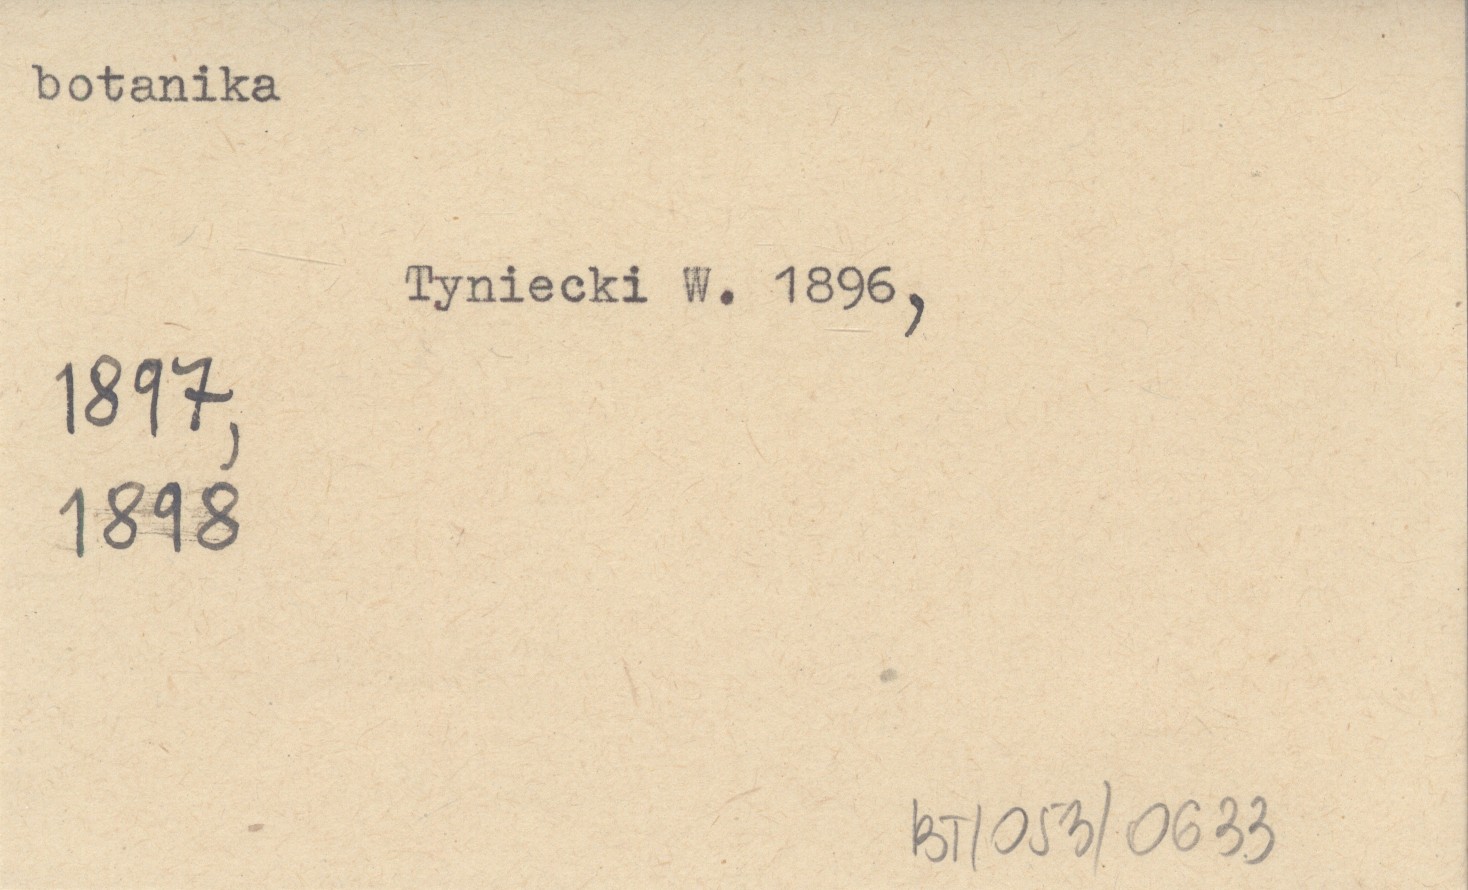 botanika
Tyniecki W. 1896,
1897,
1898
BT/053/0633